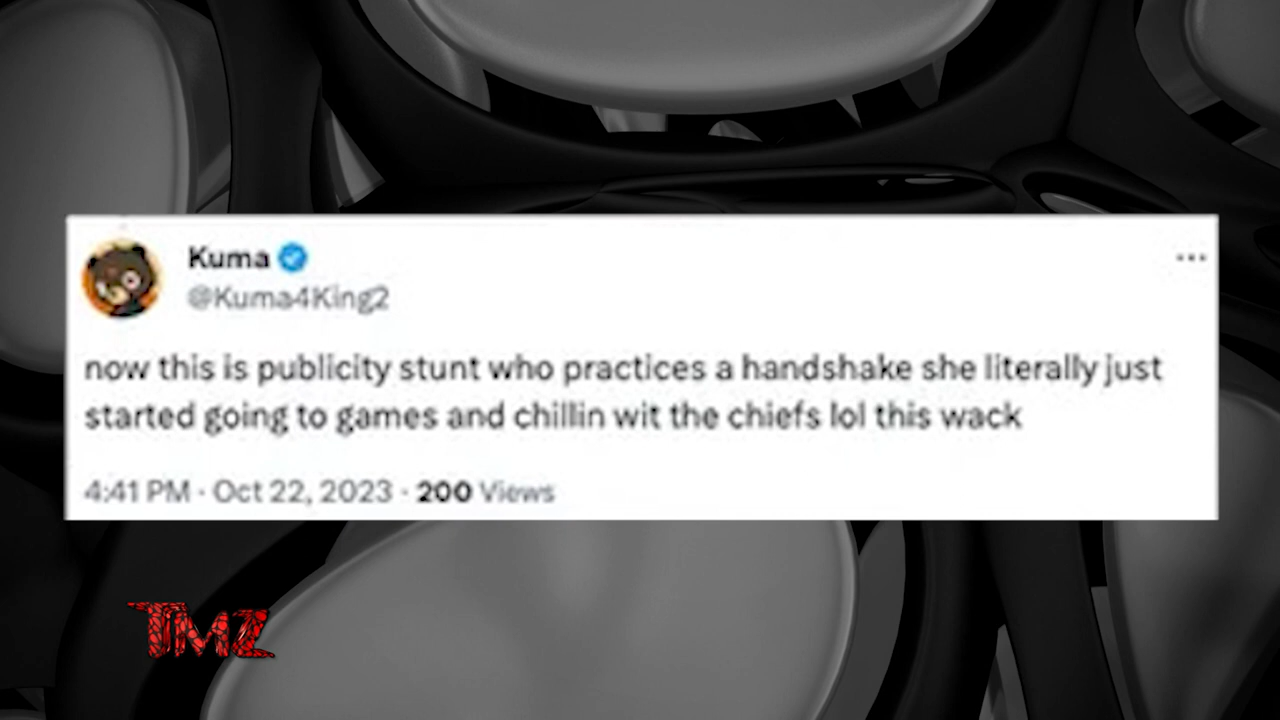 Kuma
@Kuma4King2
now this is publicity stunt who practices a handshake she literally just
started going to games and chillin wit the chiefs lol this wack
4:41 PM · Oct 22, 2023 · 200 Views
TMZ